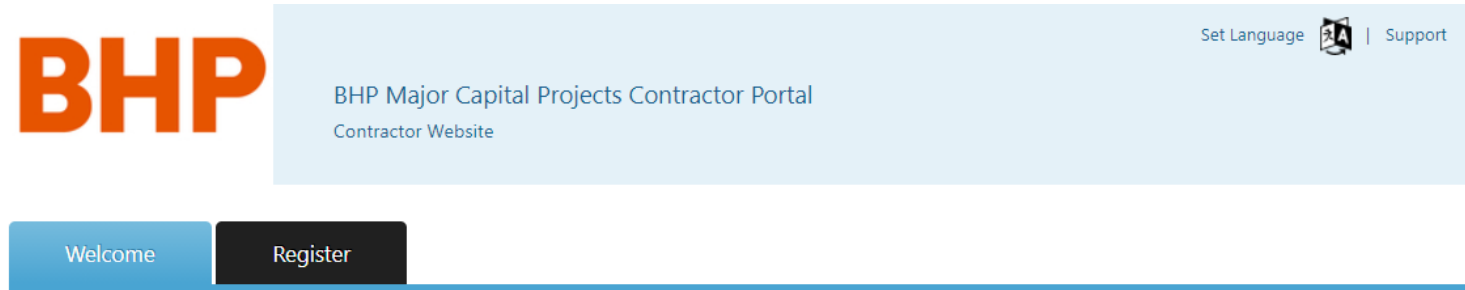 Set Language | Support
BHP
BHP Major Capital Projects Contractor Portal
Contractor Website
Welcome Register